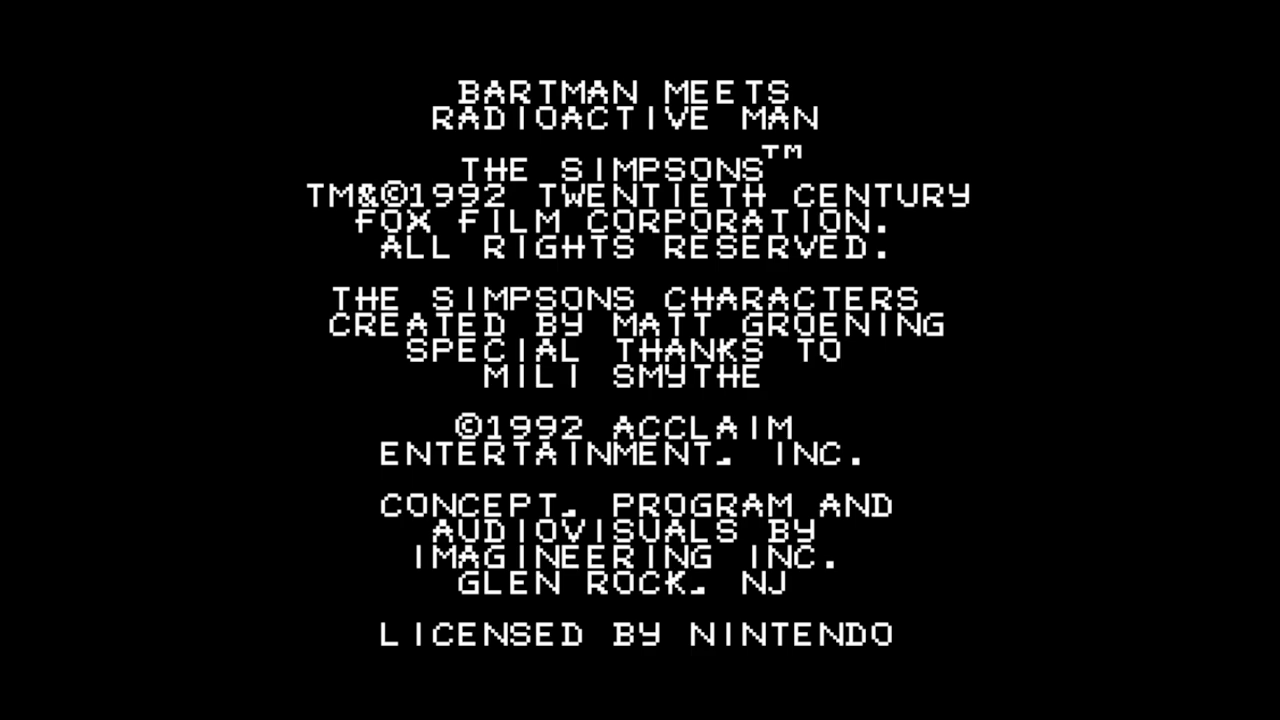 BARTMAN MEETS
RADIOACTIVE MAN
THE SIMPSONS™
TM&©1992 TWENTIETH CENTURY
FOX FILM CORPORATION.
ALL RIGHTS RESERVED.
THE SIMPSONS CHARACTERS
CREATED BY MATT GROENING
SPECIAL THANKS TO
MILI SMYTHE
©1992 ACCLAIM
ENTERTAINMENT, INC.
CONCEPT, PROGRAM AND
AUDIOVISUALS BY
IMAGINEERING INC.
GLEN ROCK, NJ
LICENSED BY NINTENDO